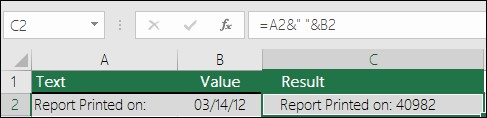 C2 fx =A2&" "&B2
A B C
1 Text Value Result
2 Report Printed on: 03/14/12 Report Printed on: 40982